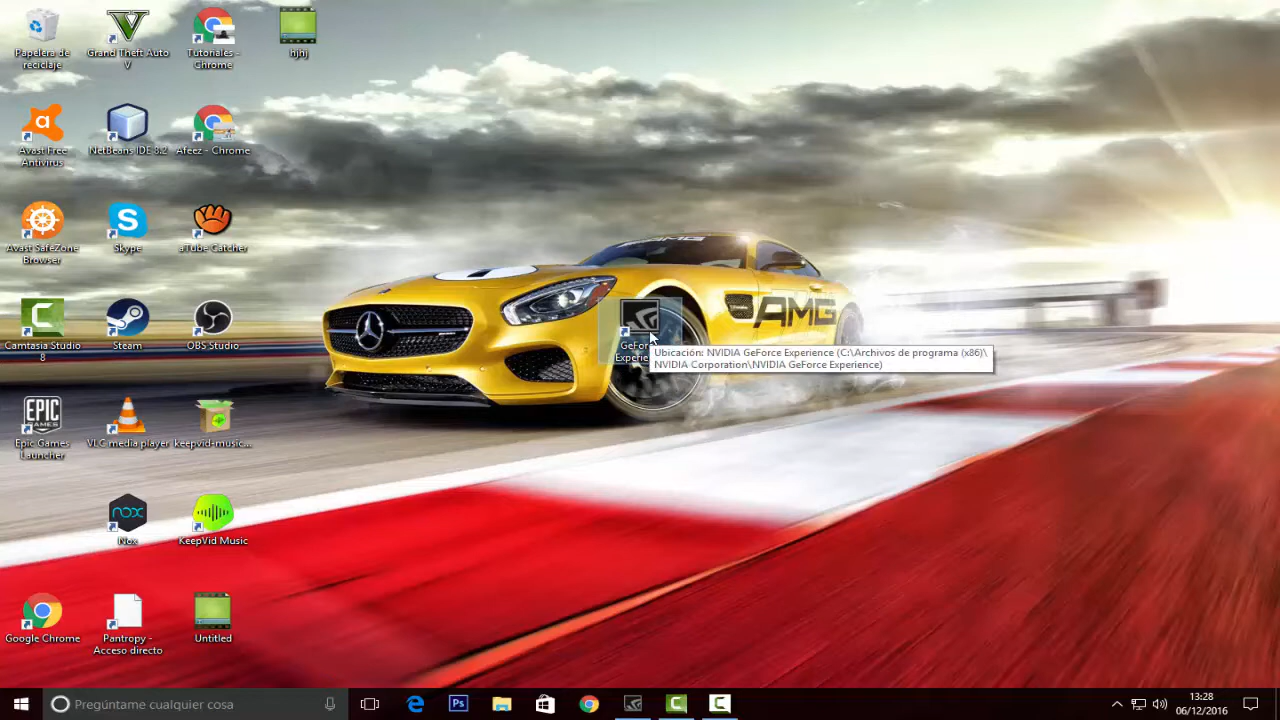 Papelera de
reciclaje
Grand Theft Auto
V
Tutoriales -
Chrome
hjhj
Avast Free
Antivirus
NetBeans IDE 8.2
Afeez - Chrome
Avast SafeZone
Browser
S
Skype
aTube Catcher
C
Camtasia Studio
8
Steam
OBS Studio
EPIC
GAMES
Epic Games
Launcher
VLC media player
keepvid-music...
nox
Nox
KeepVid Music
Google Chrome
Pantropy -
Acceso directo
Untitled
AMG
AMG
Ubicación: NVIDIA GeForce Experience (C:\Archivos de programa (x86)\
NVIDIA Corporation\NVIDIA GeForce Experience)
Pregúntame cualquier cosa
Ps
13:28
06/12/2016